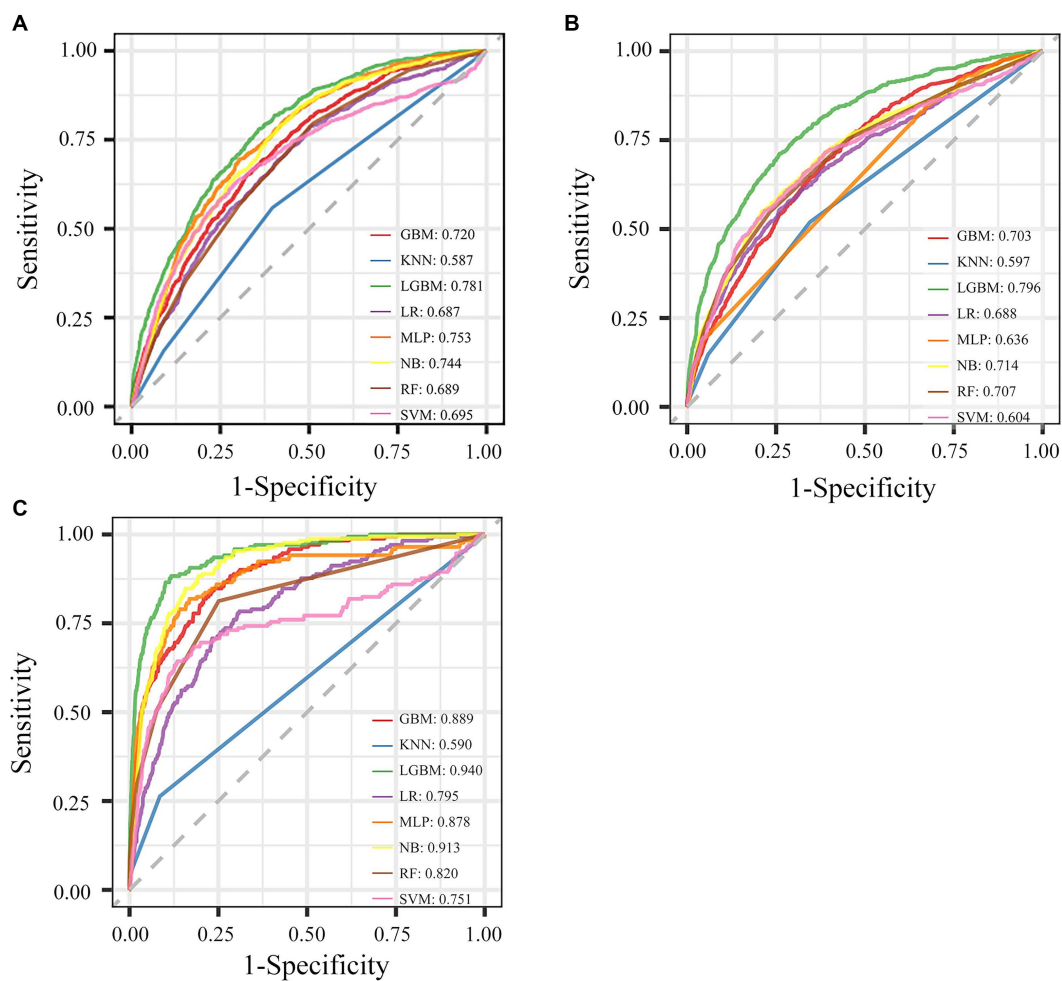 A
Sensitivity
1.00
0.75
0.50
0.25
0.00
GBM: 0.720
KNN: 0.587
LGBM: 0.781
LR: 0.687
MLP: 0.753
NB: 0.744
RF: 0.689
SVM: 0.695
0.00 0.25 0.50 0.75 1.00
1-Specificity
B
Sensitivity
1.00
0.75
0.50
0.25
0.00
GBM: 0.703
KNN: 0.597
LGBM: 0.796
LR: 0.688
MLP: 0.636
NB: 0.714
RF: 0.707
SVM: 0.604
0.00 0.25 0.50 0.75 1.00
1-Specificity
C
Sensitivity
1.00
0.75
0.50
0.25
0.00
GBM: 0.889
KNN: 0.590
LGBM: 0.940
LR: 0.795
MLP: 0.878
NB: 0.913
RF: 0.820
SVM: 0.751
0.00 0.25 0.50 0.75 1.00
1-Specificity